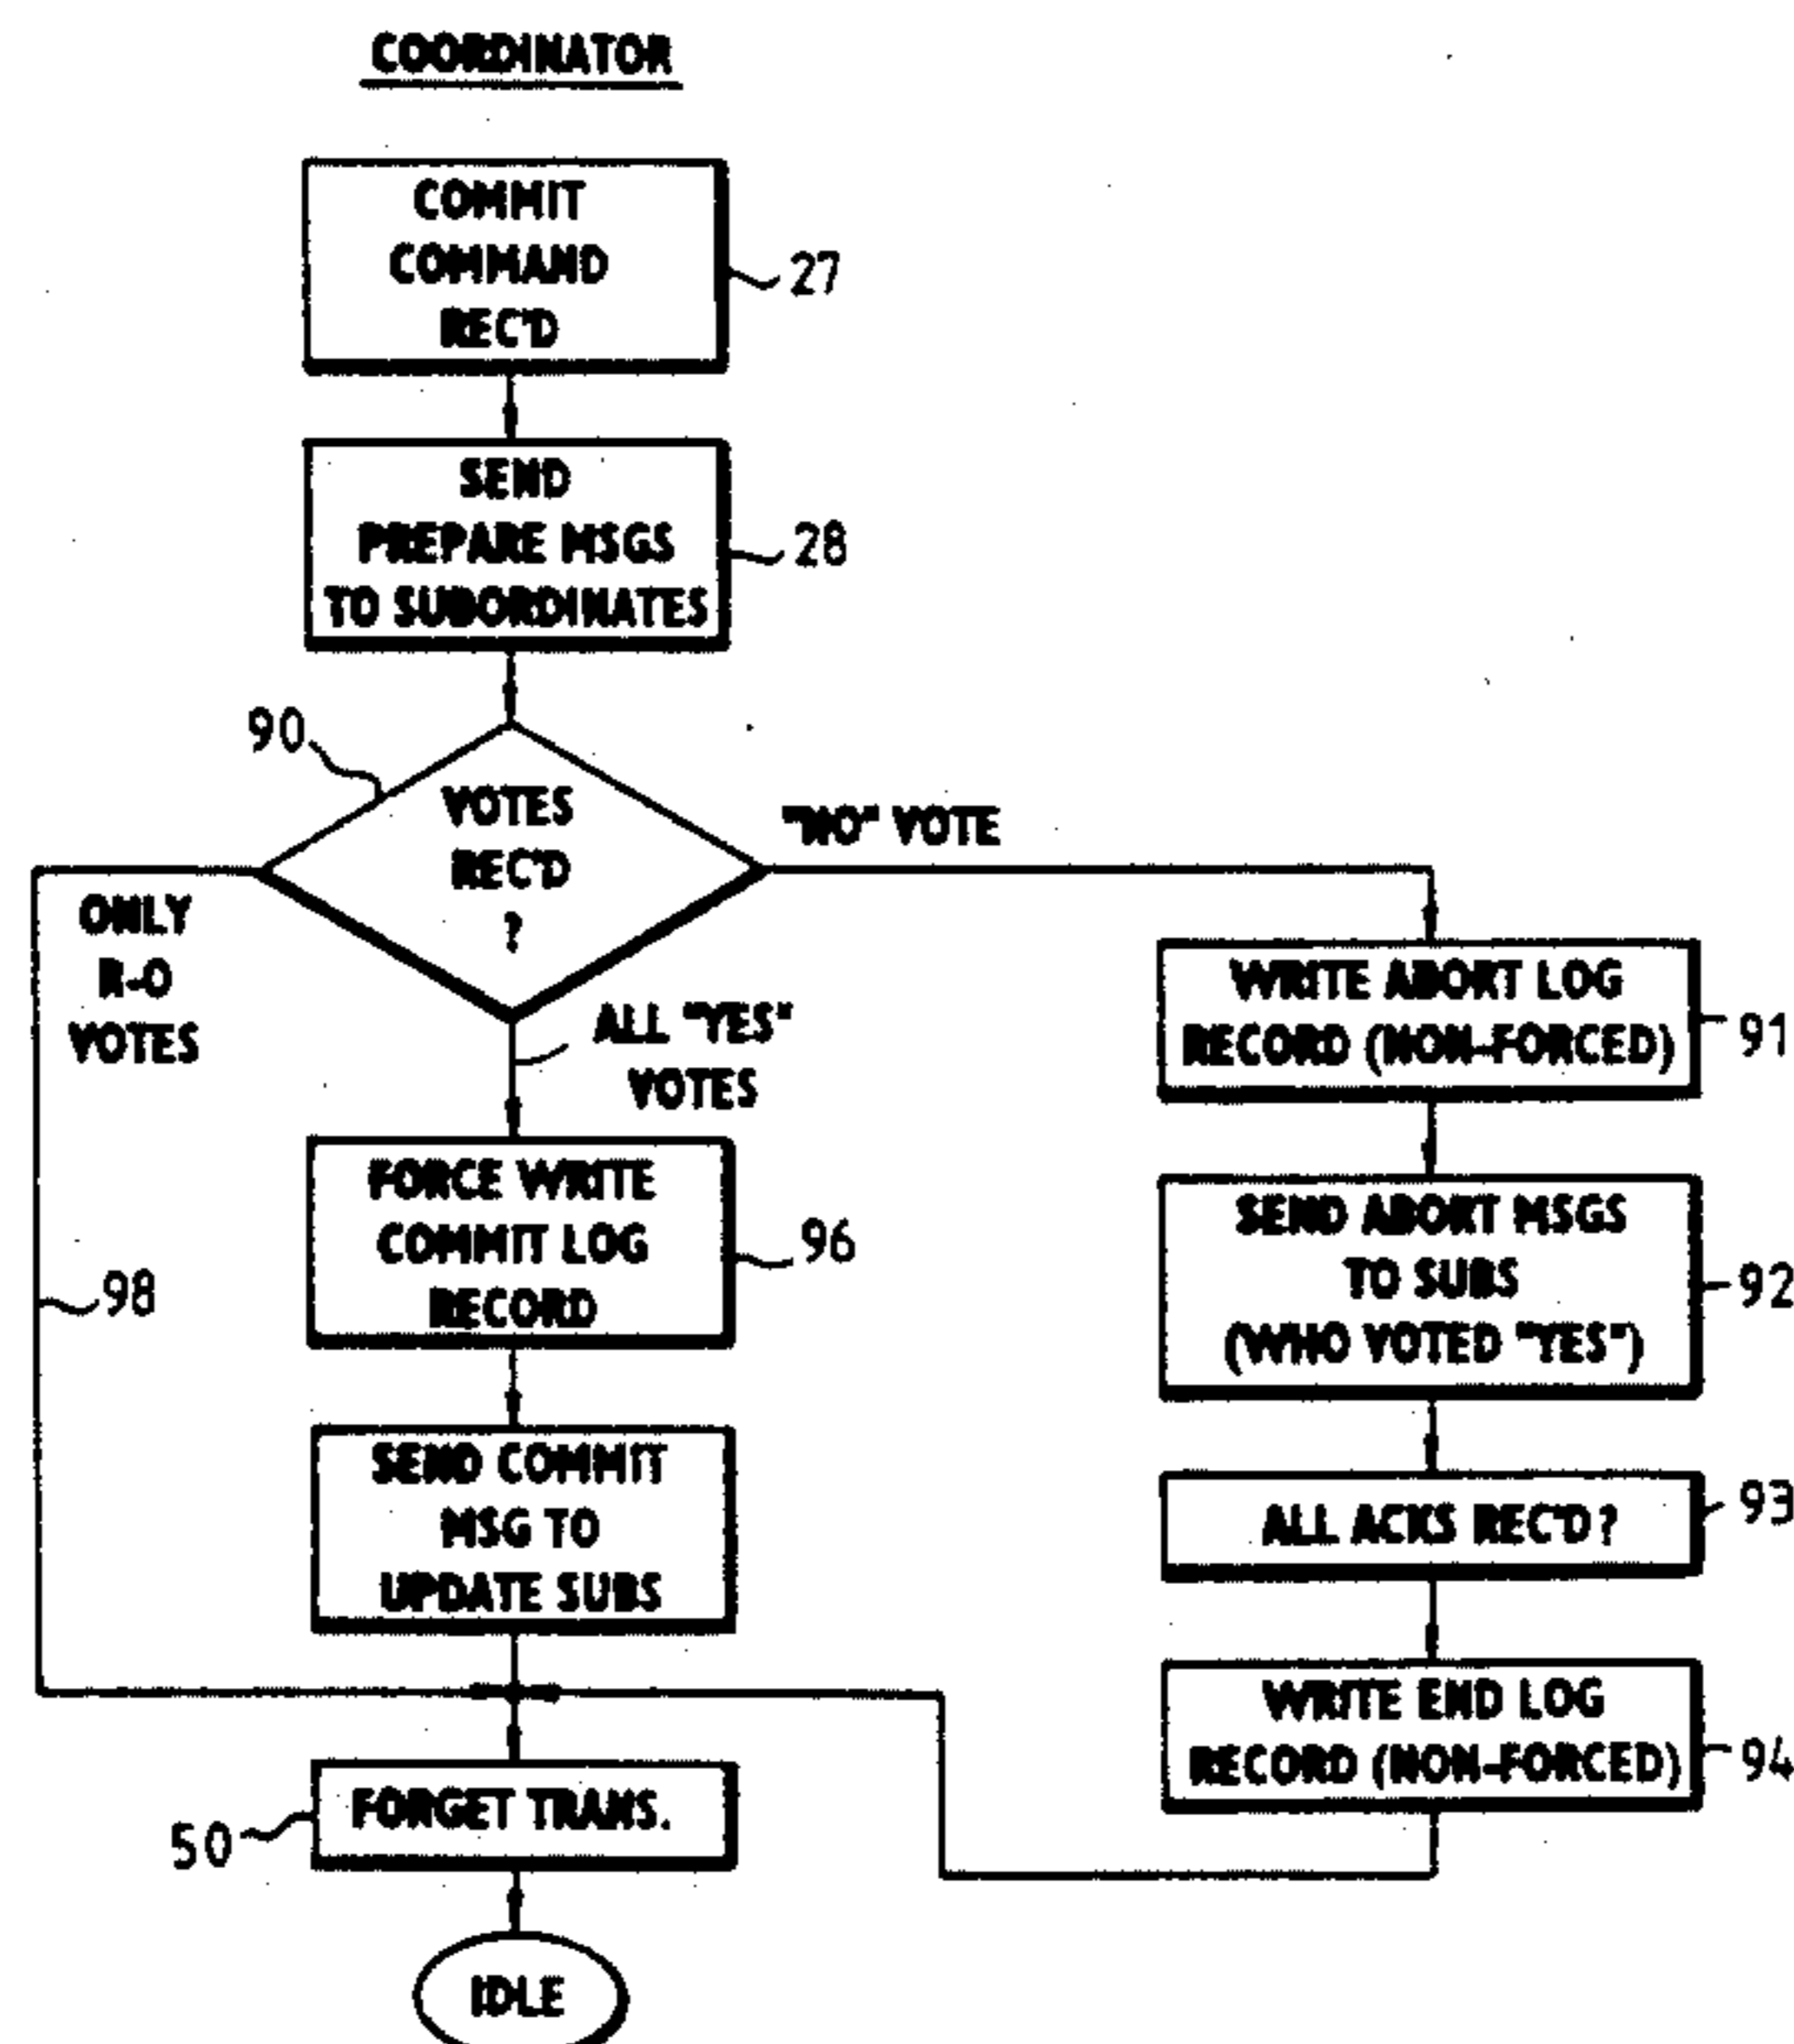 COORDINATOR
COMMIT
COMMAND
REC'D
27
SEND
PREPARE MSGS
TO SUBORDINATES
28
90
VOTES
REC'D
?
"NO" VOTE
ONLY
R-O
VOTES
ALL "YES"
VOTES
WRITE ABORT LOG
RECORD (NON-FORCED)
91
FORCE WRITE
COMMIT LOG
RECORD
96
98
SEND ABORT MSGS
TO SUBS
(WHO VOTED "YES")
92
SEND COMMIT
MSG TO
UPDATE SUBS
ALL ACKS REC'D?
93
WRITE END LOG
RECORD (NON-FORCED)
94
FORGET TRANS.
50
IDLE